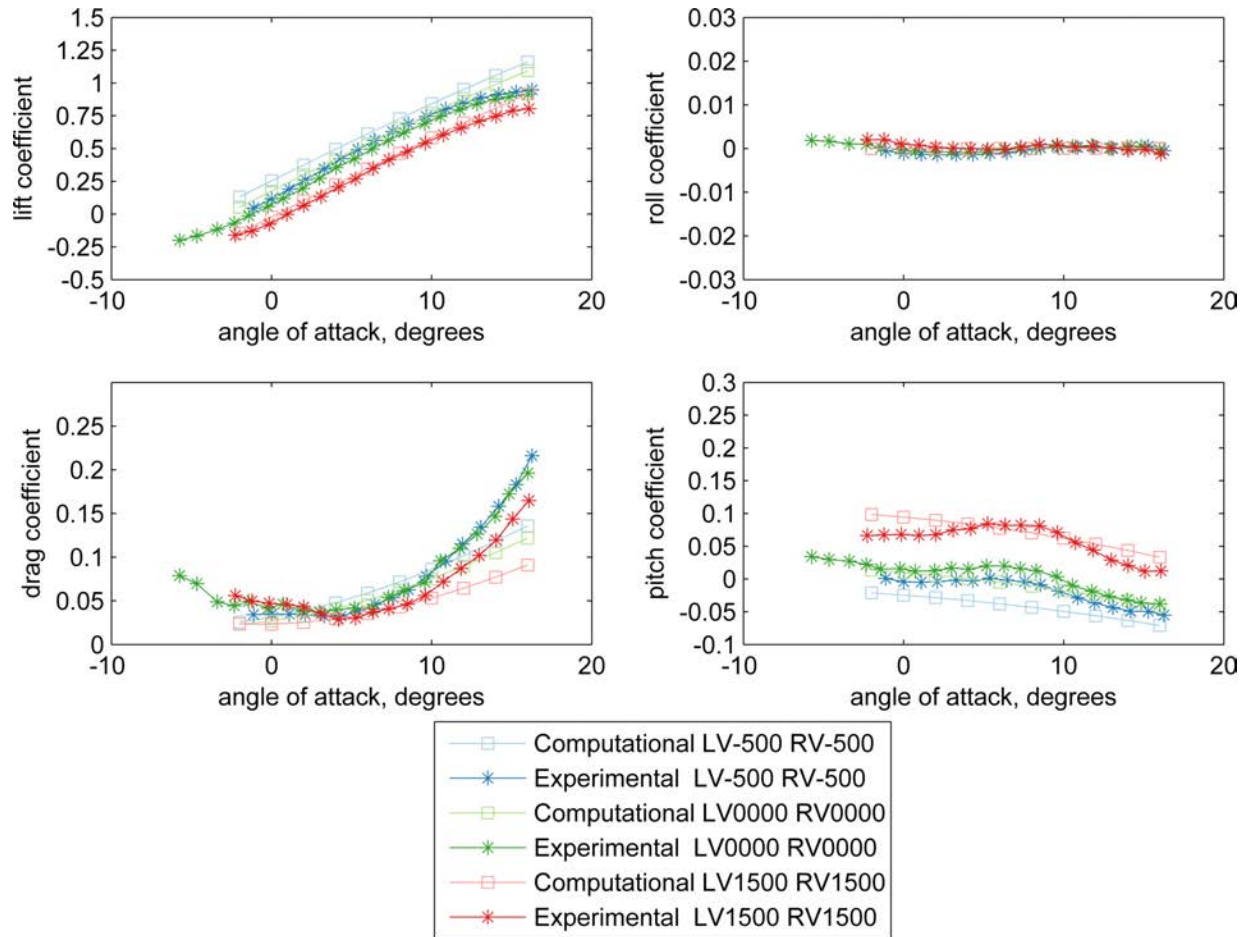 1.5
1.25
1
0.75
0.5
0.25
0
-0.25
-0.5
lift coefficient
-10 0 10 20
angle of attack, degrees
0.03
0.02
0.01
0
-0.01
-0.02
-0.03
roll coefficient
-10 0 10 20
angle of attack, degrees
0.25
0.2
0.15
0.1
0.05
0
drag coefficient
-10 0 10 20
angle of attack, degrees
0.3
0.25
0.2
0.15
0.1
0.05
0
-0.05
-0.1
pitch coefficient
-10 0 10 20
angle of attack, degrees
Computational LV-500 RV-500
Experimental LV-500 RV-500
Computational LV0000 RV0000
Experimental LV0000 RV0000
Computational LV1500 RV1500
Experimental LV1500 RV1500